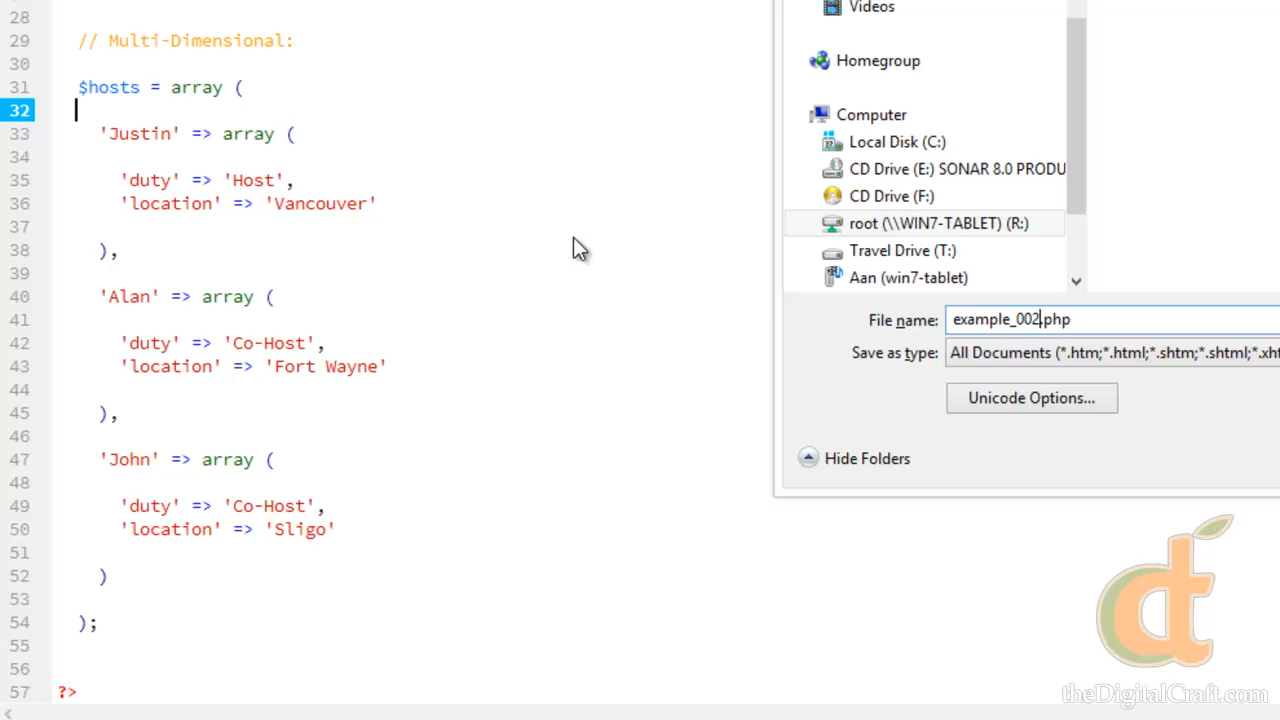 28
29 // Multi-Dimensional:
30
31 $hosts = array (
32
33 'Justin' => array (
34
35 'duty' => 'Host',
36 'location' => 'Vancouver'
37
38 ),
39
40 'Alan' => array (
41
42 'duty' => 'Co-Host',
43 'location' => 'Fort Wayne'
44
45 ),
46
47 'John' => array (
48
49 'duty' => 'Co-Host',
50 'location' => 'Sligo'
51
52 )
53
54 );
55
56
57 ?>
Videos
Homegroup
Computer
Local Disk (C:)
CD Drive (E:) SONAR 8.0 PRODU
CD Drive (F:)
root (\\WIN7-TABLET) (R:)
Travel Drive (T:)
Aan (win7-tablet)
File name: example_002.php
Save as type: All Documents (*.htm;*.html;*.shtm;*.shtml;*.xht
Unicode Options...
Hide Folders
dt
theDigitalCraft.com